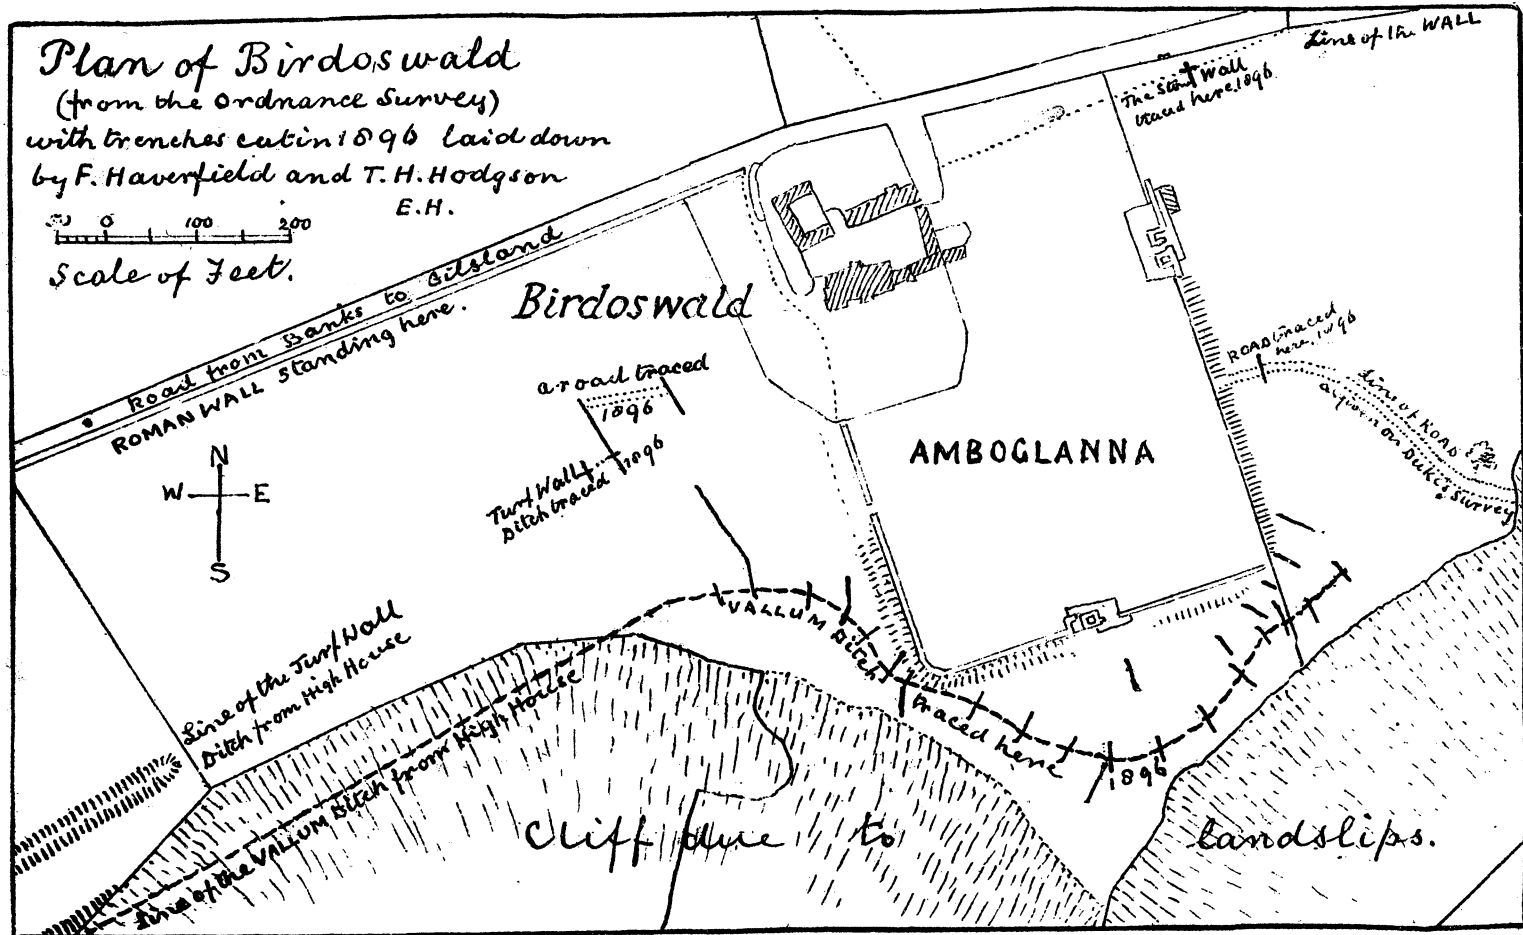 Plan of Birdoswald
(from the Ordnance Survey)
with trenches cut in 1896 laid down
by F. Haverfield and T. H. Hodgson
E.H.
50 0 100 200
Scale of Feet.
Line of the WALL
The Stone Wall
traced here. 1896
Road from Banks to Gilsland
ROMAN WALL standing here.
Birdoswald
a road traced
1896
Turf Wall
Ditch traced
1896
ROAD traced
here, 1896
Line of ROAD
as given on Duke's Survey
AMBOGLANNA
N
W E
S
Line of the Turf Wall
Ditch from High House
VALLUM Ditch
traced here
1896
Line of the VALLUM Ditch from High House
Cliff due to landslips.